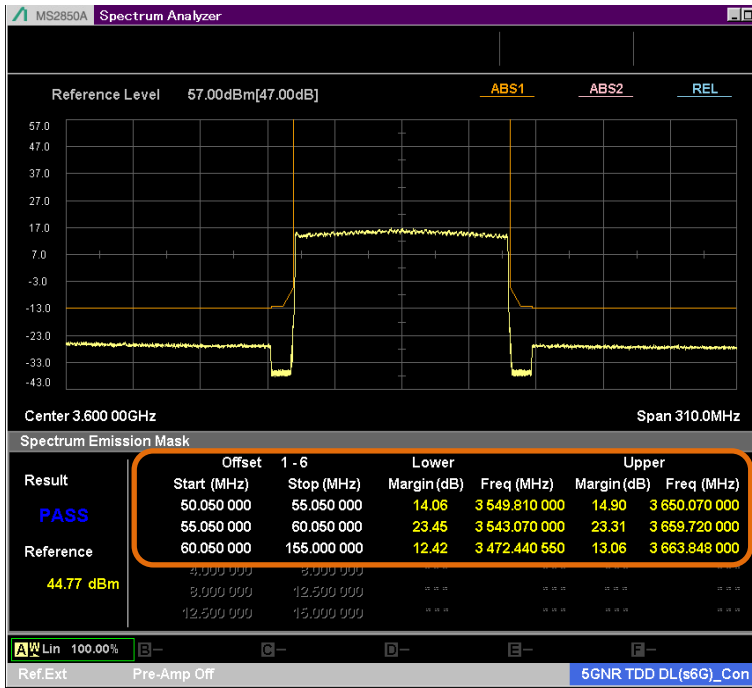 MS2850A Spectrum Analyzer
Reference Level 57.00dBm[47.00dB] ABS1 ABS2 REL
57.0
47.0
37.0
27.0
17.0
7.0
-3.0
-13.0
-23.0
-33.0
-43.0
Center 3.600 00GHz Span 310.0MHz
Spectrum Emission Mask
Offset 1 - 6 Lower Upper
Result Start (MHz) Stop (MHz) Margin(dB) Freq (MHz) Margin(dB) Freq (MHz)
PASS 50.050 000 55.050 000 14.06 3 549.810 000 14.90 3 650.070 000
55.050 000 60.050 000 23.45 3 543.070 000 23.31 3 659.720 000
Reference 60.050 000 155.000 000 12.42 3 472.440 550 13.06 3 663.848 000
4.000 000 8.000 000
44.77 dBm 8.000 000 12.500 000 *.* *.* *.* *.*
12.500 000 15.000 000
A W Lin 100.00% B- C- D- E- F-
Ref.Ext Pre-Amp Off 5GNR TDD DL(s6G)_Con